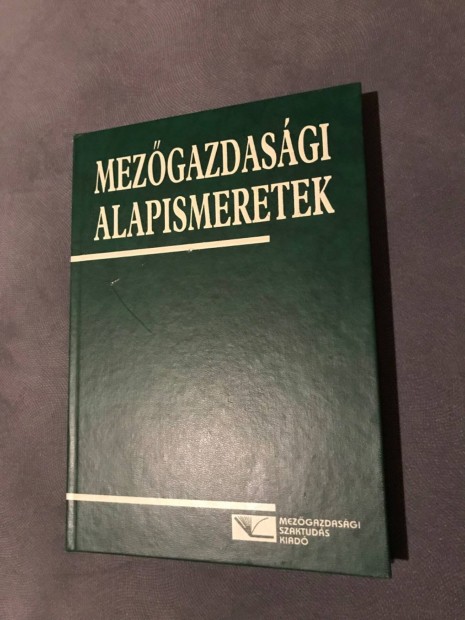 MEZŐGAZDASÁGI
ALAPISMERETEK
MEZŐGAZDASÁGI
SZAKTUDÁS
KIADÓ